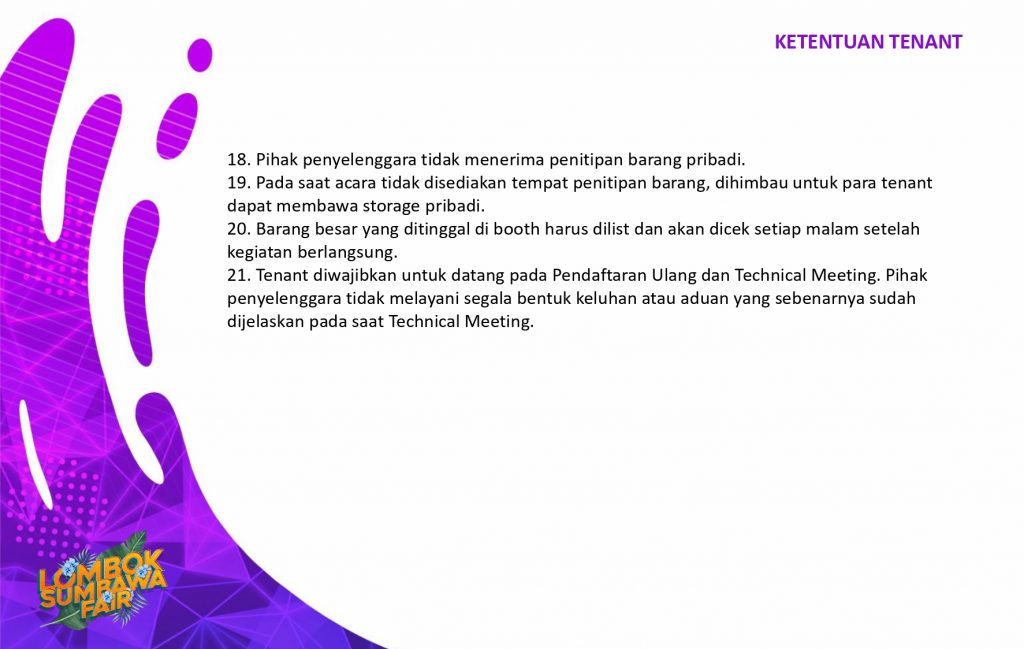 KETENTUAN TENANT
18. Pihak penyelenggara tidak menerima penitipan barang pribadi.
19. Pada saat acara tidak disediakan tempat penitipan barang, dihimbau untuk para tenant
dapat membawa storage pribadi.
20. Barang besar yang ditinggal di booth harus dilist dan akan dicek setiap malam setelah
kegiatan berlangsung.
21. Tenant diwajibkan untuk datang pada Pendaftaran Ulang dan Technical Meeting. Pihak
penyelenggara tidak melayani segala bentuk keluhan atau aduan yang sebenarnya sudah
dijelaskan pada saat Technical Meeting.
LOMBOK
SUMBAWA
FAIR